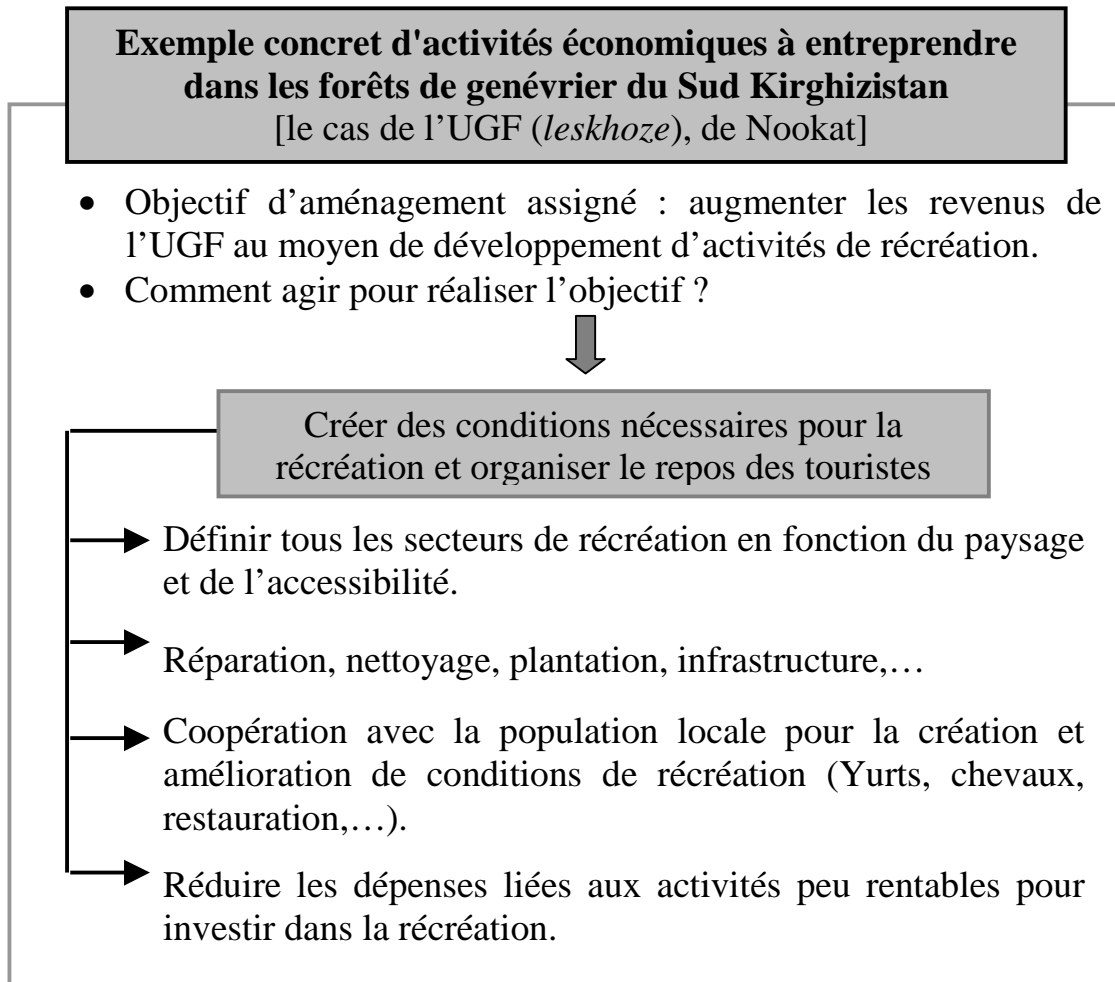 Exemple concret d'activités économiques à entreprendre
dans les forêts de genévrier du Sud Kirghizistan
[le cas de l’UGF (leskhoze), de Nookat]
• Objectif d’aménagement assigné : augmenter les revenus de
l’UGF au moyen de développement d’activités de récréation.
• Comment agir pour réaliser l’objectif ?
Créer des conditions nécessaires pour la
récréation et organiser le repos des touristes
Définir tous les secteurs de récréation en fonction du paysage
et de l’accessibilité.
Réparation, nettoyage, plantation, infrastructure,…
Coopération avec la population locale pour la création et
amélioration de conditions de récréation (Yurts, chevaux,
restauration,…).
Réduire les dépenses liées aux activités peu rentables pour
investir dans la récréation.